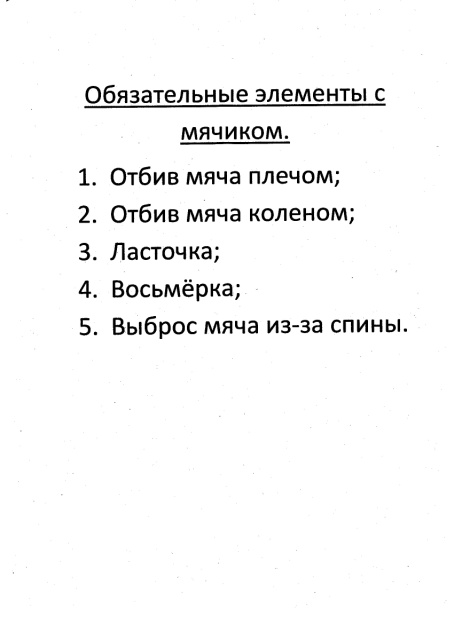 Обязательные элементы с
мячиком.
1. Отбив мяча плечом;
2. Отбив мяча коленом;
3. Ласточка;
4. Восьмёрка;
5. Выброс мяча из-за спины.